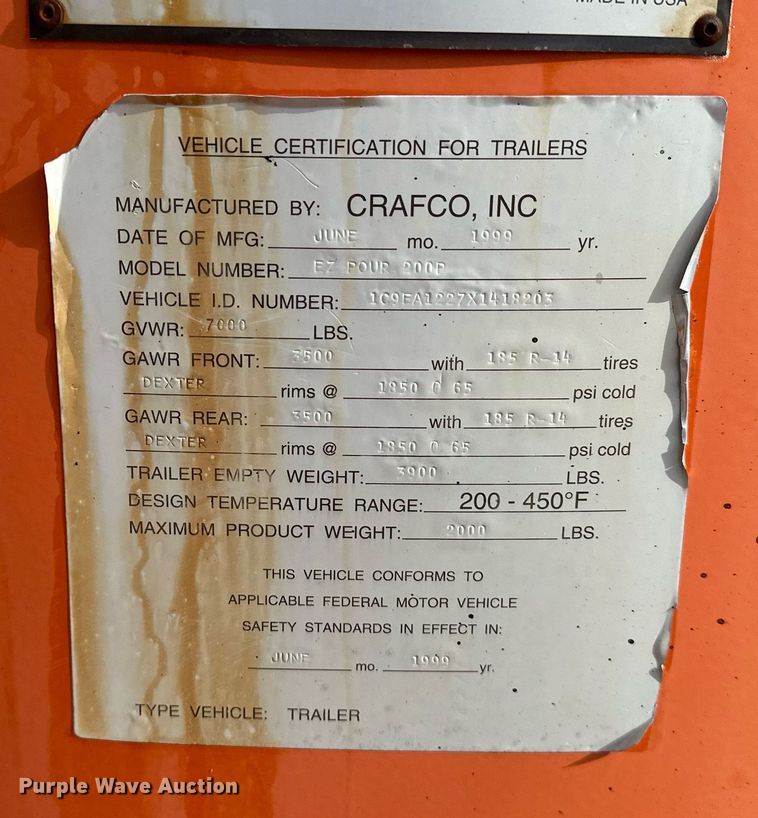 MADE IN USA
VEHICLE CERTIFICATION FOR TRAILERS
MANUFACTURED BY: CRAFCO, INC
DATE OF MFG: JUNE mo. 1999 yr.
MODEL NUMBER: EZ POUR 200P
VEHICLE I.D. NUMBER: 1C9EA1227X1418203
GVWR: 7000 LBS.
GAWR FRONT: 3500 with 185 R-14 tires
DEXTER rims @ 1850 @ 65 psi cold
GAWR REAR: 3500 with 185 R-14 tires
DEXTER rims @ 1850 @ 65 psi cold
TRAILER EMPTY WEIGHT: 3900 LBS.
DESIGN TEMPERATURE RANGE: 200 - 450°F
MAXIMUM PRODUCT WEIGHT: 2000 LBS.
THIS VEHICLE CONFORMS TO
APPLICABLE FEDERAL MOTOR VEHICLE
SAFETY STANDARDS IN EFFECT IN:
JUNE mo. 1999 yr.
TYPE VEHICLE: TRAILER
Purple Wave Auction